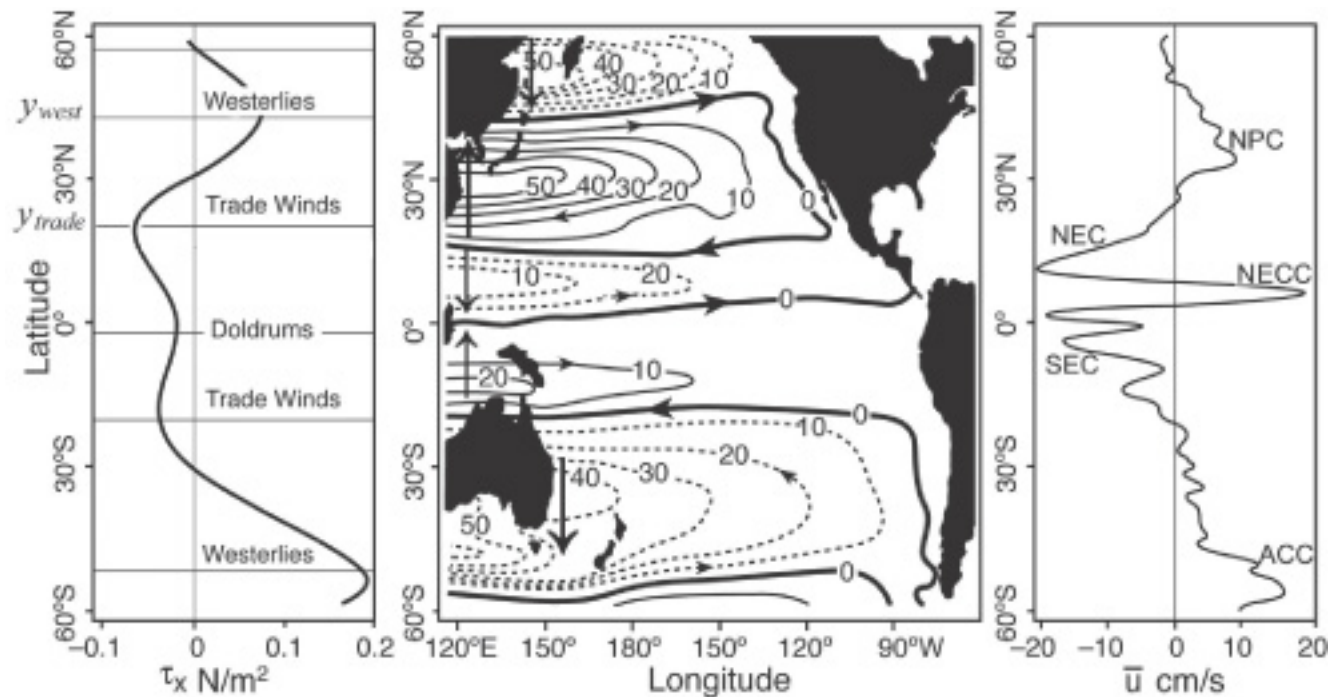 60°N
y_west
30°N
y_trade
Latitude
0°
30°S
60°S
Westerlies
Trade Winds
Doldrums
Trade Winds
Westerlies
−0.1 0 0.1 0.2
τx N/m²
60°N
30°N
0°
30°S
60°S
50 40 30 20 10
50 40 30 20 10 0
10 20
0
20 10
0
10
20
40 30
50
0
120°E 150° 180° 150° 120° 90°W
Longitude
60°N
30°N
0°
30°S
60°S
NPC
NEC
NECC
SEC
ACC
−20 −10 0 10 20
u̅ cm/s